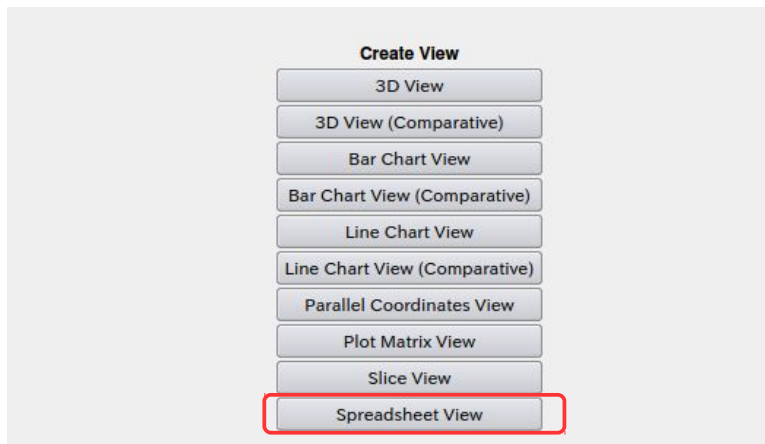 Create View
3D View
3D View (Comparative)
Bar Chart View
Bar Chart View (Comparative)
Line Chart View
Line Chart View (Comparative)
Parallel Coordinates View
Plot Matrix View
Slice View
Spreadsheet View